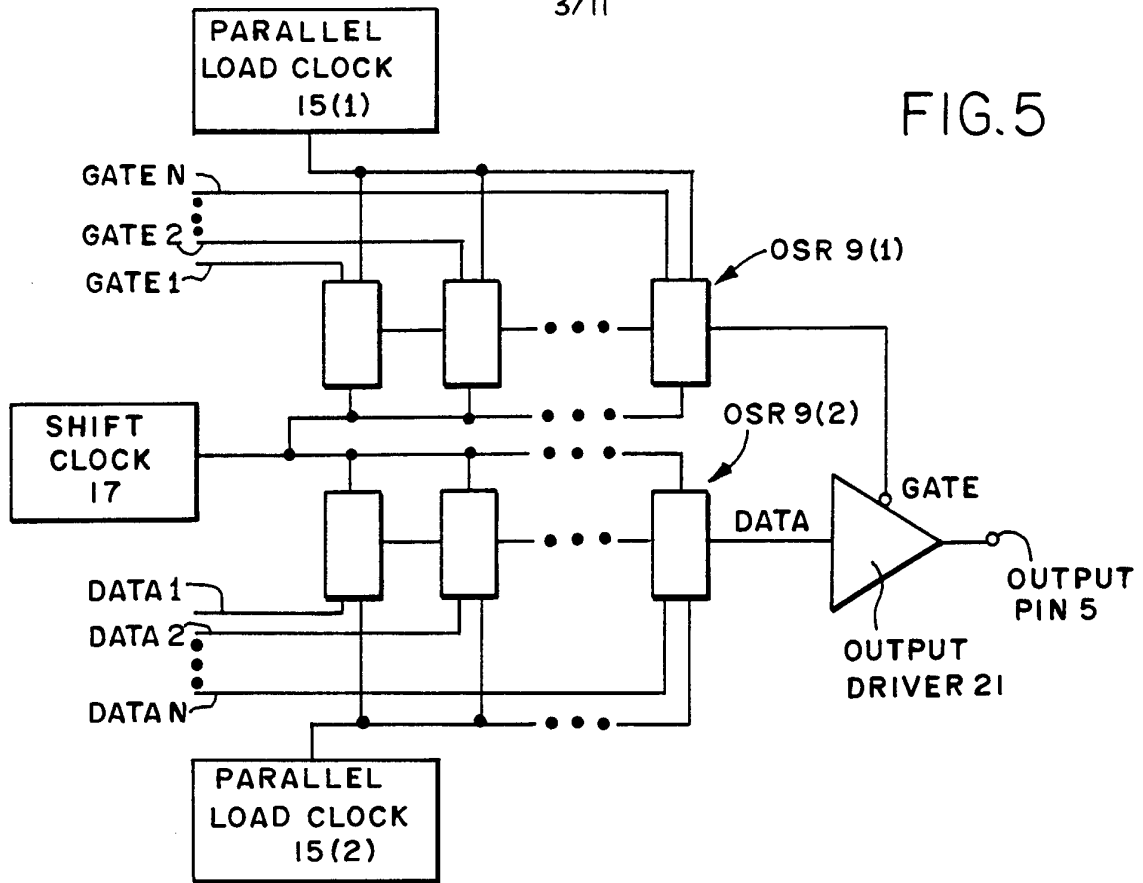 3/11
PARALLEL
LOAD CLOCK
15(1)
FIG.5
GATE N
GATE 2
GATE 1
OSR 9(1)
SHIFT
CLOCK
17
OSR 9(2)
GATE
DATA
OUTPUT
PIN 5
DATA 1
DATA 2
DATA N
OUTPUT
DRIVER 21
PARALLEL
LOAD CLOCK
15(2)